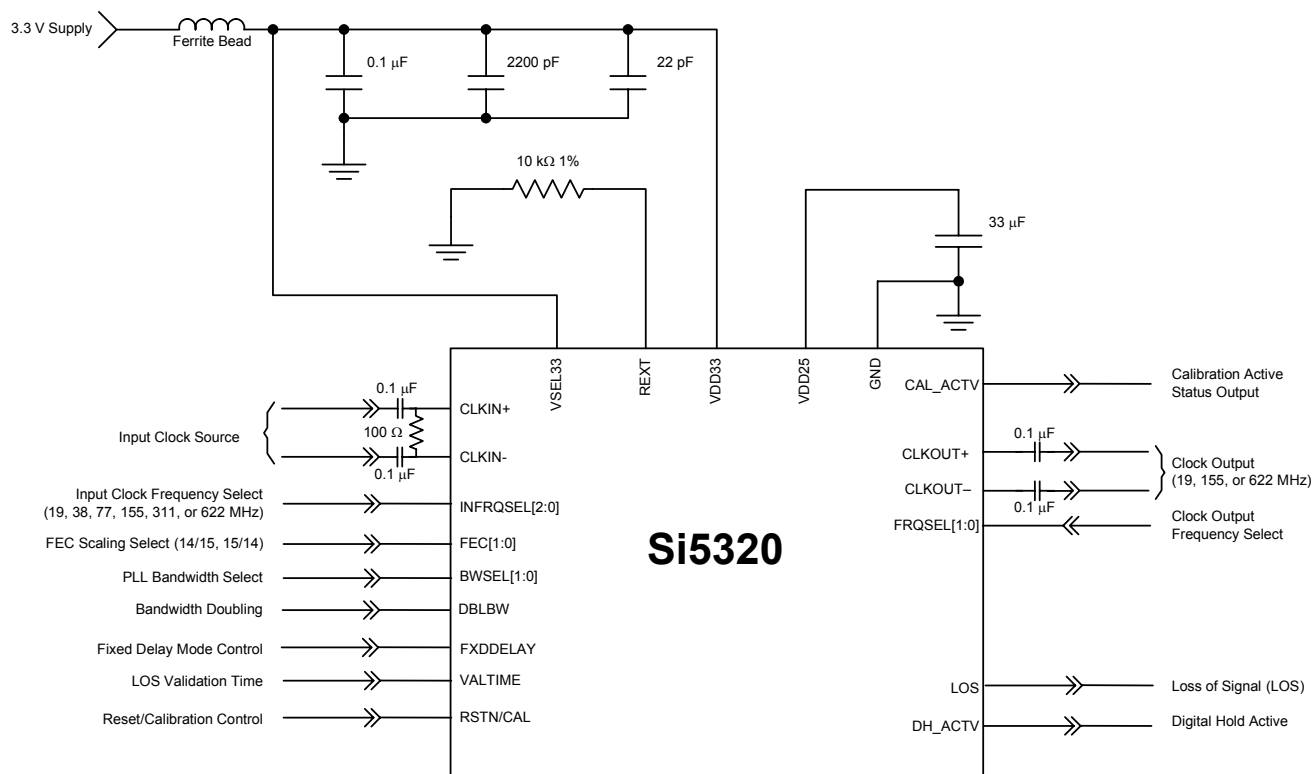 3.3 V Supply
Ferrite Bead
0.1 μF
2200 pF
22 pF
10 kΩ 1%
33 μF
VSEL33
REXT
VDD33
VDD25
GND
CAL_ACTV
Calibration Active
Status Output
0.1 μF
CLKIN+
100 Ω
Input Clock Source
CLKIN-
0.1 μF
0.1 μF
CLKOUT+
Clock Output
(19, 155, or 622 MHz)
CLKOUT–
0.1 μF
Input Clock Frequency Select
(19, 38, 77, 155, 311, or 622 MHz)
INFRQSEL[2:0]
FRQSEL[1:0]
Clock Output
Frequency Select
FEC Scaling Select (14/15, 15/14)
FEC[1:0]
Si5320
PLL Bandwidth Select
BWSEL[1:0]
Bandwidth Doubling
DBLBW
Fixed Delay Mode Control
FXDDELAY
LOS Validation Time
VALTIME
LOS
Loss of Signal (LOS)
Reset/Calibration Control
RSTN/CAL
DH_ACTV
Digital Hold Active